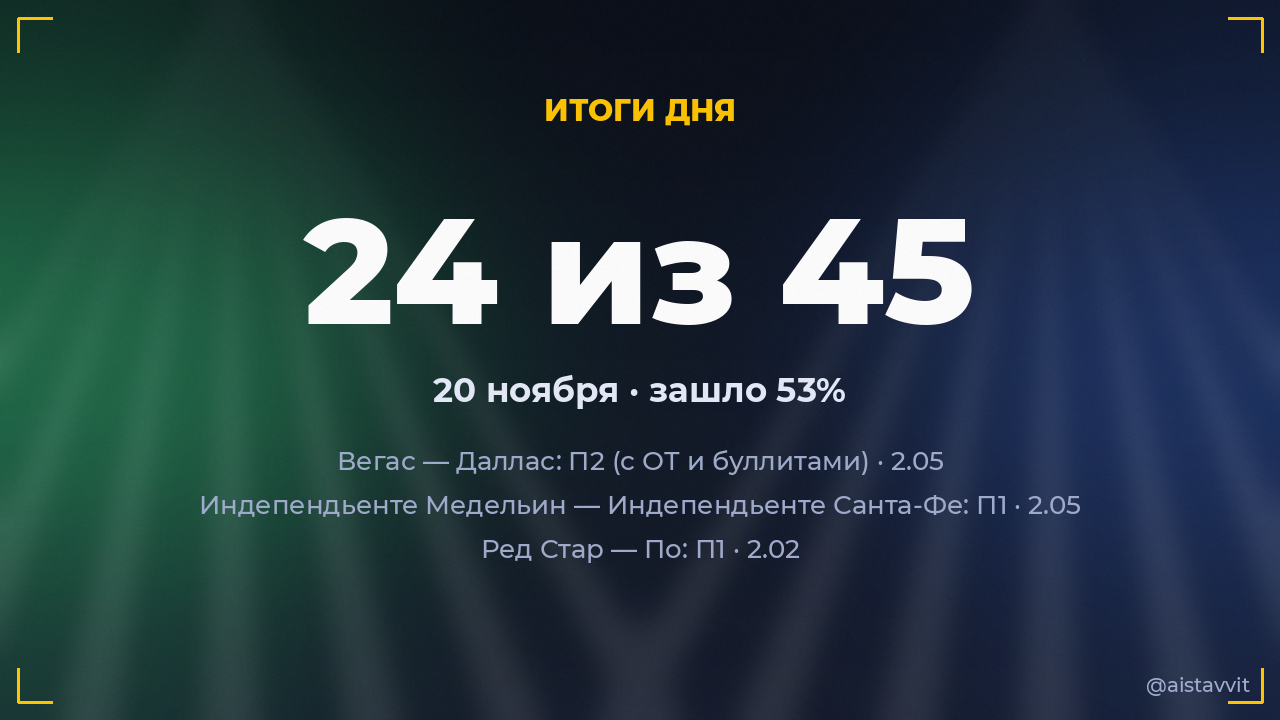 ИТОГИ ДНЯ
24 из 45
20 ноября · зашло 53%
Вегас — Даллас: П2 (с ОТ и буллитами) · 2.05
Индепендьенте Медельин — Индепендьенте Санта-Фе: П1 · 2.05
Ред Стар — По: П1 · 2.02
@aistavvit